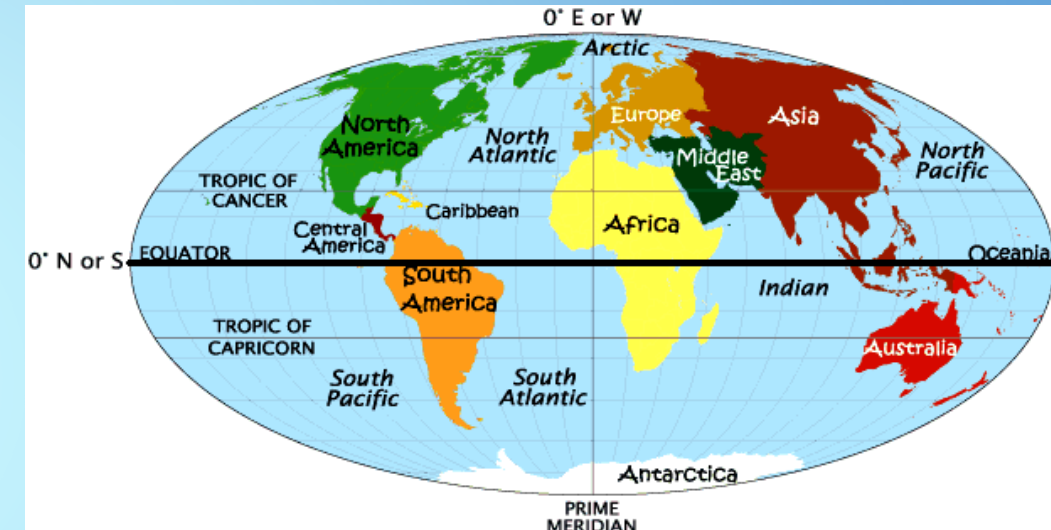 0° E or W
Arctic
North
America
Europe
Asia
North
Atlantic
Middle
East
North
Pacific
TROPIC OF
CANCER
Caribbean
Central
America
Africa
EQUATOR
Oceania
0° N or S
South
America
Indian
TROPIC OF
CAPRICORN
Australia
South
Pacific
South
Atlantic
Antarctica
PRIME
MERIDIAN